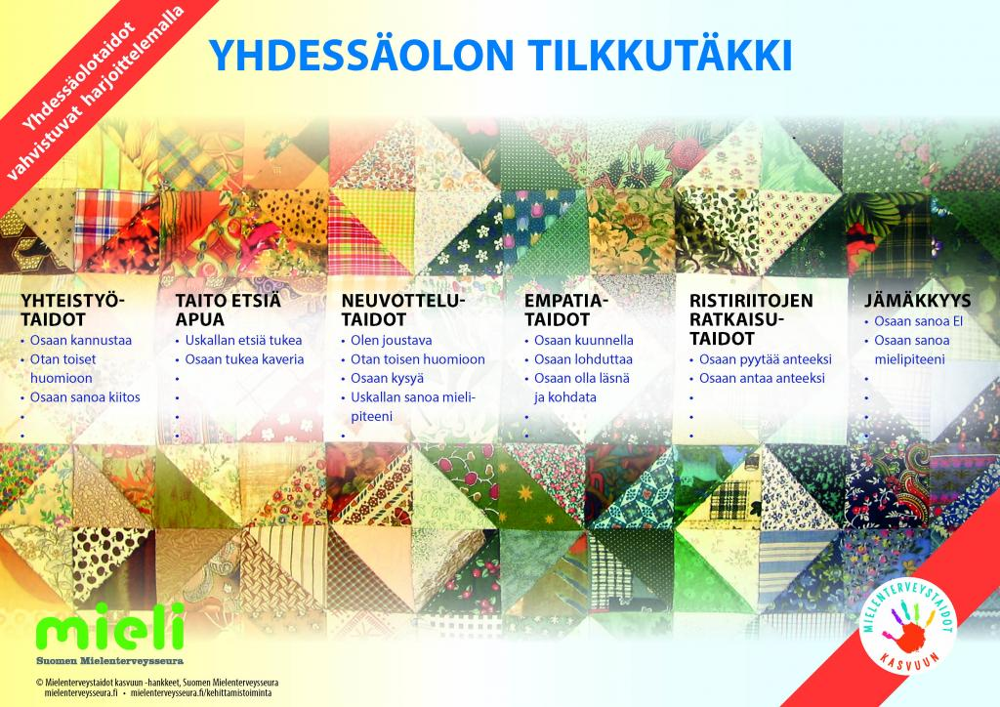 Yhdessäolotaidot
vahvistuvat harjoittelemalla
YHDESSÄOLON TILKKUTÄKKI
YHTEISTYÖ-
TAIDOT
• Osaan kannustaa
• Otan toiset
huomioon
• Osaan sanoa kiitos
•
•
TAITO ETSIÄ
APUA
• Uskallan etsiä tukea
• Osaan tukea kaveria
•
•
•
•
NEUVOTTELU-
TAIDOT
• Olen joustava
• Otan toisen huomioon
• Osaan kysyä
• Uskallan sanoa mieli-
piteeni
•
EMPATIA-
TAIDOT
• Osaan kuunnella
• Osaan lohduttaa
• Osaan olla läsnä
ja kohdata
•
•
RISTIRIITOJEN
RATKAISU-
TAIDOT
• Osaan pyytää anteeksi
• Osaan antaa anteeksi
•
•
•
JÄMÄKKYYS
• Osaan sanoa EI
• Osaan sanoa
mielipiteeni
•
•
•
•
mieli
Suomen Mielenterveysseura
© Mielenterveystaidot kasvuun -hankkeet, Suomen Mielenterveysseura
mielenterveysseura.fi • mielenterveysseura.fi/kehittamistoiminta
MIELENTERVEYSTAIDOT
KASVUUN